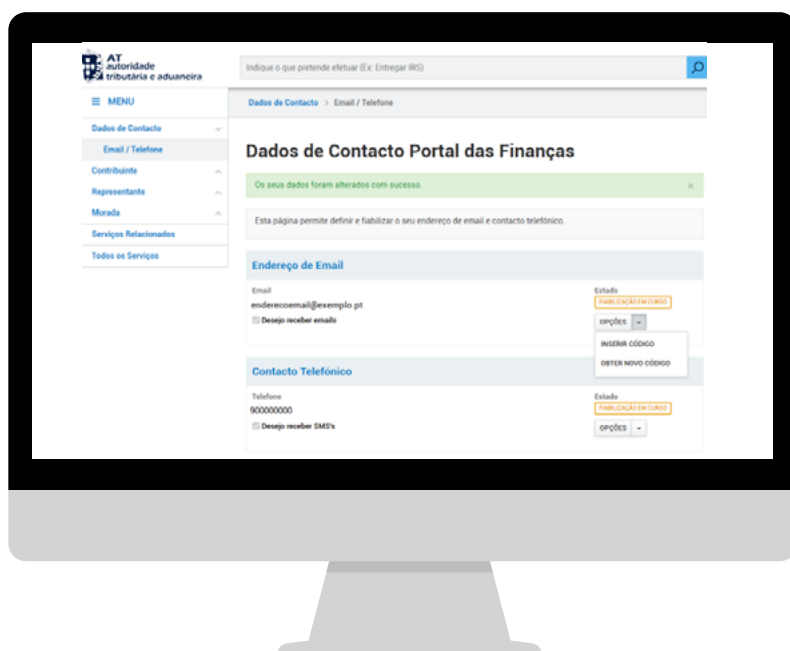 AT
autoridade
tributária e aduaneira
Indique o que pretende efetuar (Ex: Entregar IRS)
MENU
Dados de Contacto > Email / Telefone
Dados de Contacto
Email / Telefone
Contribuinte
Representante
Morada
Serviços Relacionados
Todos os Serviços
Dados de Contacto Portal das Finanças
Os seus dados foram alterados com sucesso.
Esta página permite definir e fiabilizar o seu endereço de email e contacto telefónico.
Endereço de Email
Email
Estado
enderecoemail@exemplo.pt
FIABILIZAÇÃO EM CURSO
Desejo receber emails
OPÇÕES
INSERIR CÓDIGO
OBTER NOVO CÓDIGO
Contacto Telefónico
Telefone
Estado
900000000
FIABILIZAÇÃO EM CURSO
Desejo receber SMS's
OPÇÕES